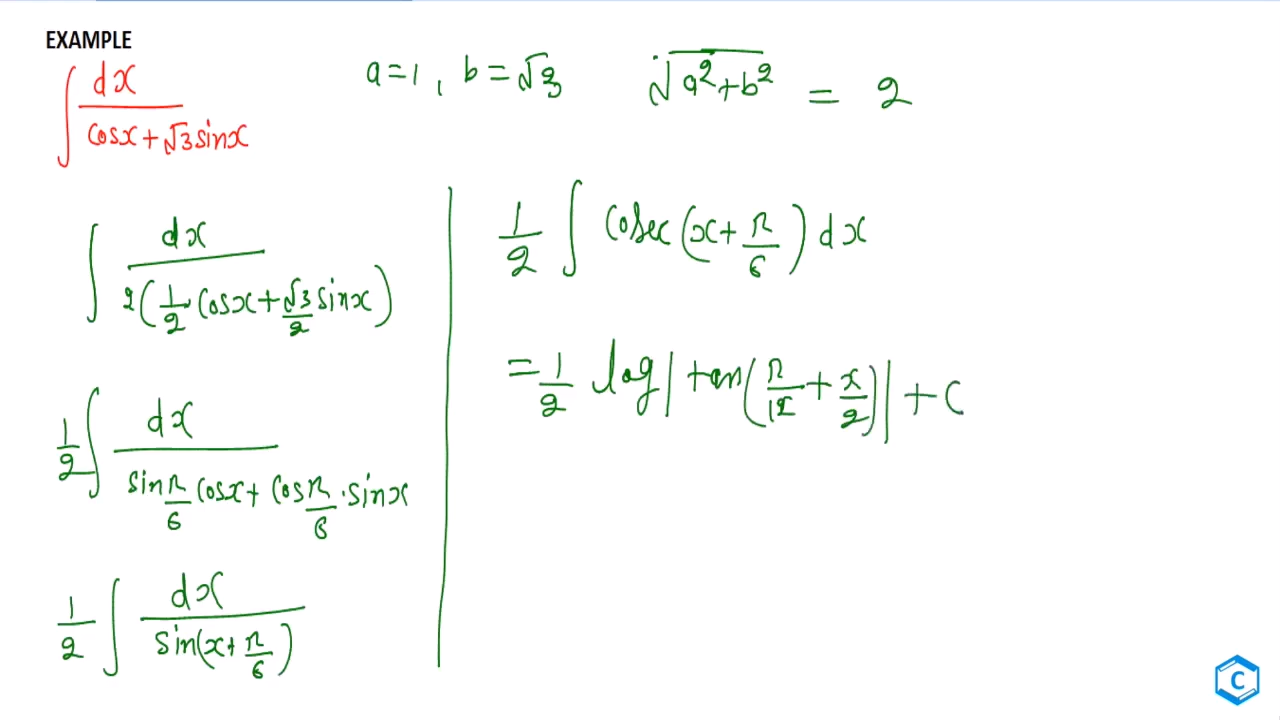 EXAMPLE
∫ dx / (cosx + √3 sinx)
a = 1, b = √3   √(a² + b²) = 2
∫ dx / 2(1/2 cosx + √3/2 sinx)
1/2 ∫ dx / (sin π/6 cosx + cos π/6 · sinx)
1/2 ∫ dx / sin(x + π/6)
1/2 ∫ cosec(x + π/6) dx
= 1/2 log|tan(π/12 + x/2)| + C
C